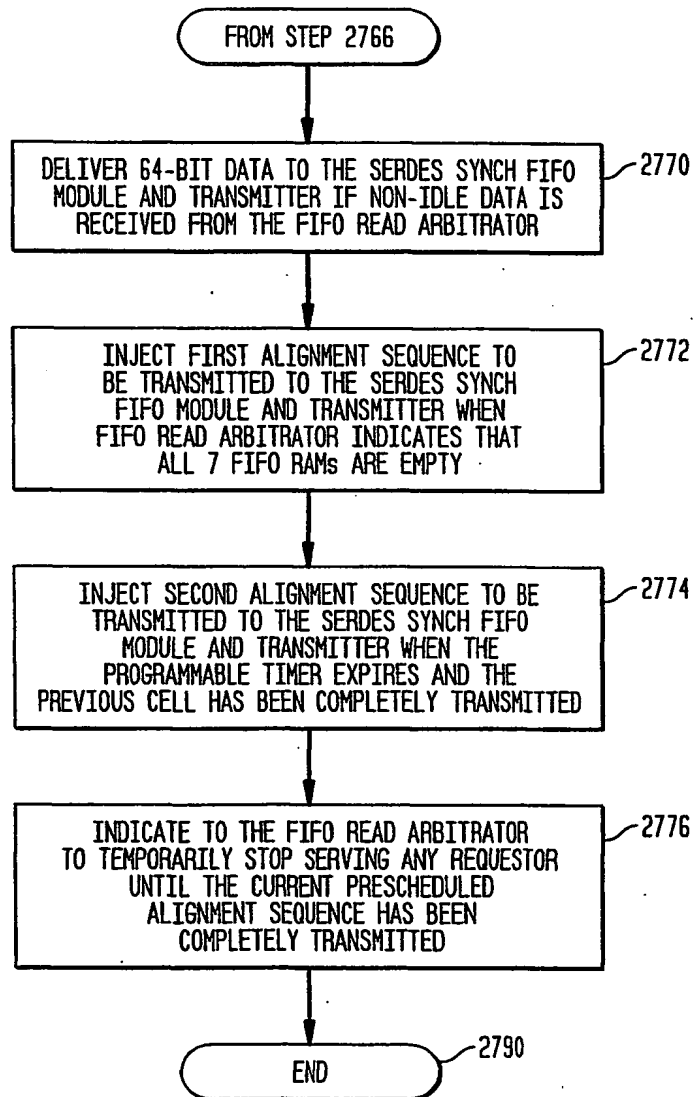 FROM STEP 2766
DELIVER 64-BIT DATA TO THE SERDES SYNCH FIFO
MODULE AND TRANSMITTER IF NON-IDLE DATA IS
RECEIVED FROM THE FIFO READ ARBITRATOR
2770
INJECT FIRST ALIGNMENT SEQUENCE TO
BE TRANSMITTED TO THE SERDES SYNCH
FIFO MODULE AND TRANSMITTER WHEN
FIFO READ ARBITRATOR INDICATES THAT
ALL 7 FIFO RAMs ARE EMPTY
2772
INJECT SECOND ALIGNMENT SEQUENCE TO BE
TRANSMITTED TO THE SERDES SYNCH FIFO
MODULE AND TRANSMITTER WHEN THE
PROGRAMMABLE TIMER EXPIRES AND THE
PREVIOUS CELL HAS BEEN COMPLETELY TRANSMITTED
2774
INDICATE TO THE FIFO READ ARBITRATOR
TO TEMPORARILY STOP SERVING ANY REQUESTOR
UNTIL THE CURRENT PRESCHEDULED
ALIGNMENT SEQUENCE HAS BEEN
COMPLETELY TRANSMITTED
2776
END
2790